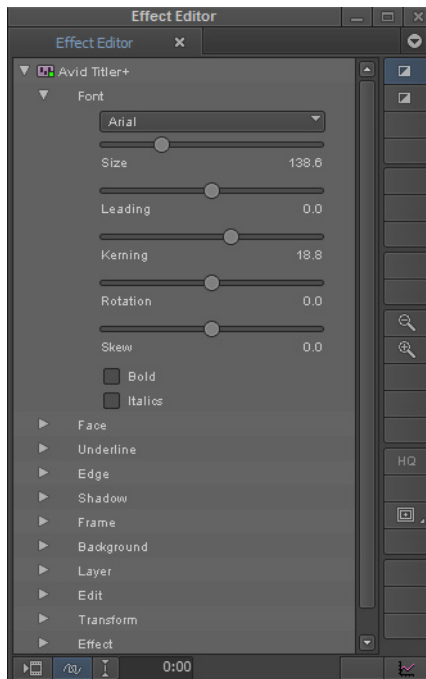 Effect Editor
Effect Editor
Avid Titler+
Font
Arial
Size 138.6
Leading 0.0
Kerning 18.8
Rotation 0.0
Skew 0.0
Bold
Italics
Face
Underline
Edge
HQ
Shadow
Frame
Background
Layer
Edit
Transform
Effect
0:00